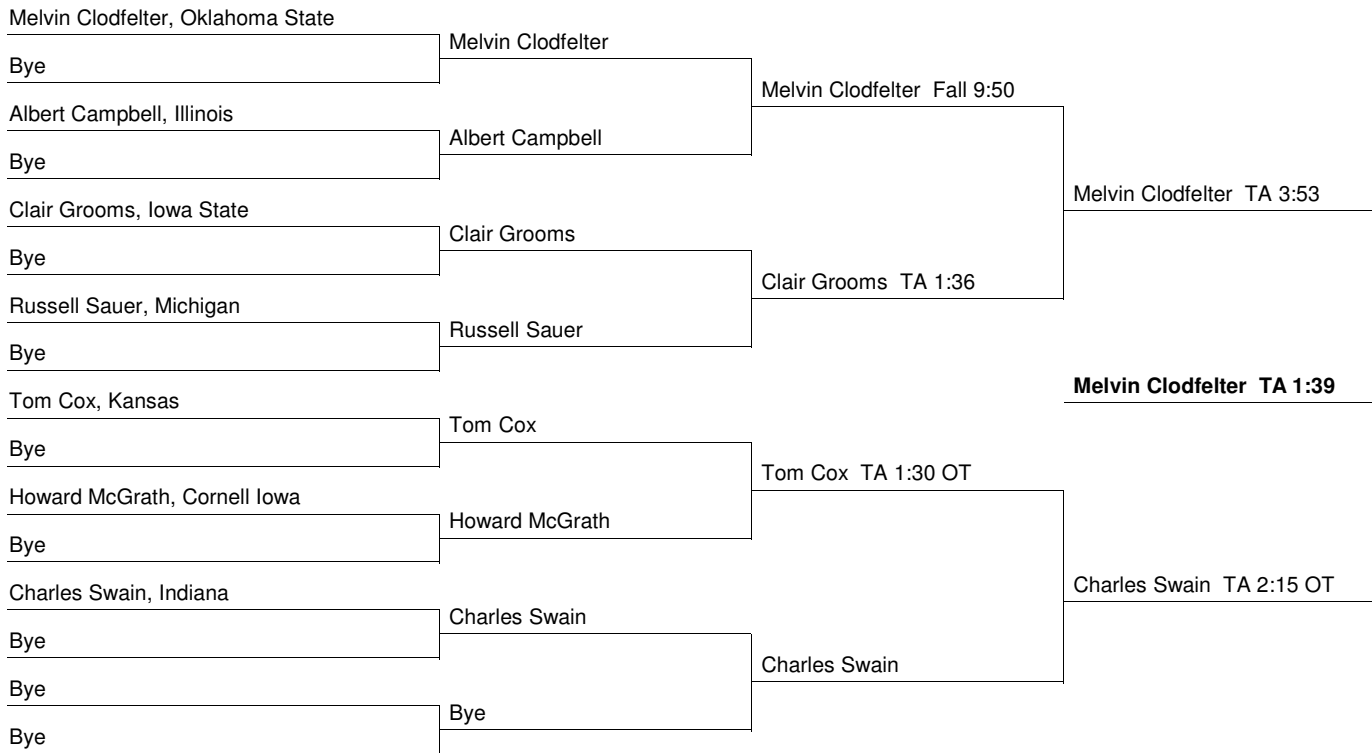 Melvin Clodfelter, Oklahoma State
Bye
Albert Campbell, Illinois
Bye
Clair Grooms, Iowa State
Bye
Russell Sauer, Michigan
Bye
Tom Cox, Kansas
Bye
Howard McGrath, Cornell Iowa
Bye
Charles Swain, Indiana
Bye
Bye
Bye
Melvin Clodfelter
Albert Campbell
Clair Grooms
Russell Sauer
Tom Cox
Howard McGrath
Charles Swain
Bye
Melvin Clodfelter Fall 9:50
Clair Grooms TA 1:36
Tom Cox TA 1:30 OT
Charles Swain
Melvin Clodfelter TA 3:53
Melvin Clodfelter TA 1:39
Charles Swain TA 2:15 OT